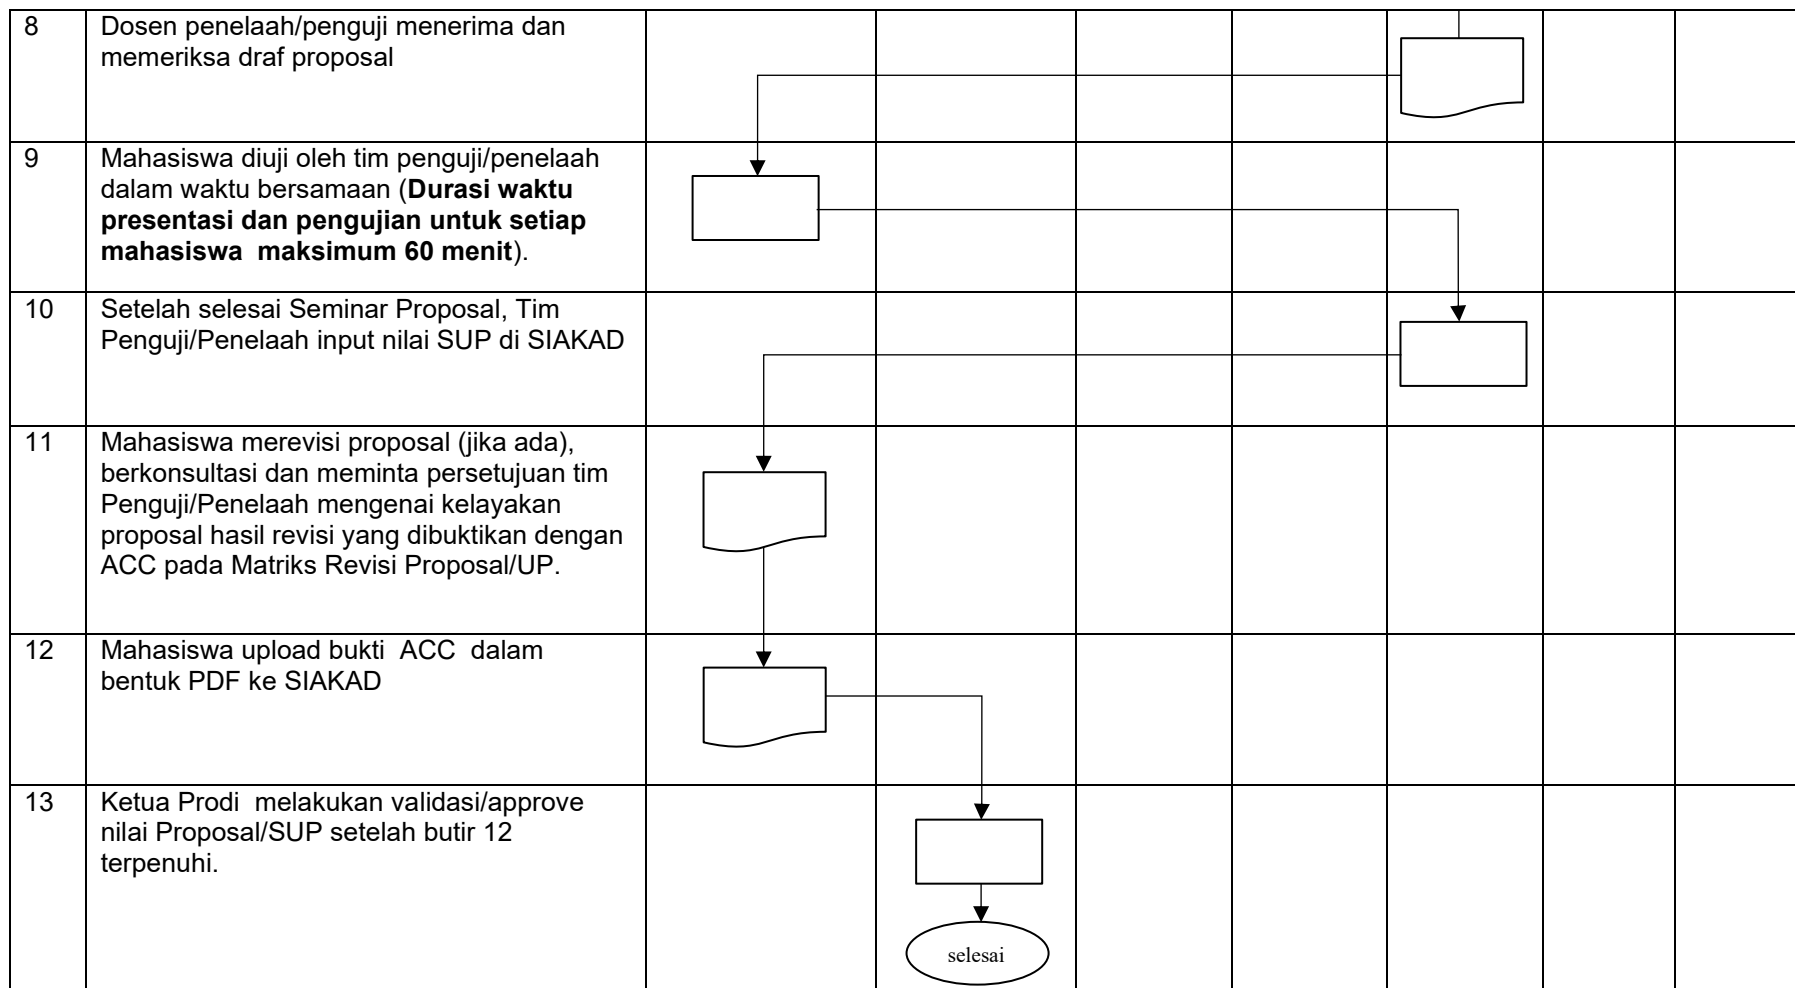 8
Dosen penelaah/penguji menerima dan
memeriksa draf proposal
9
Mahasiswa diuji oleh tim penguji/penelaah
dalam waktu bersamaan (Durasi waktu
presentasi dan pengujian untuk setiap
mahasiswa  maksimum 60 menit).
10
Setelah selesai Seminar Proposal, Tim
Penguji/Penelaah input nilai SUP di SIAKAD
11
Mahasiswa merevisi proposal (jika ada),
berkonsultasi dan meminta persetujuan tim
Penguji/Penelaah mengenai kelayakan
proposal hasil revisi yang dibuktikan dengan
ACC pada Matriks Revisi Proposal/UP.
12
Mahasiswa upload bukti  ACC  dalam
bentuk PDF ke SIAKAD
13
Ketua Prodi  melakukan validasi/approve
nilai Proposal/SUP setelah butir 12
terpenuhi.
selesai